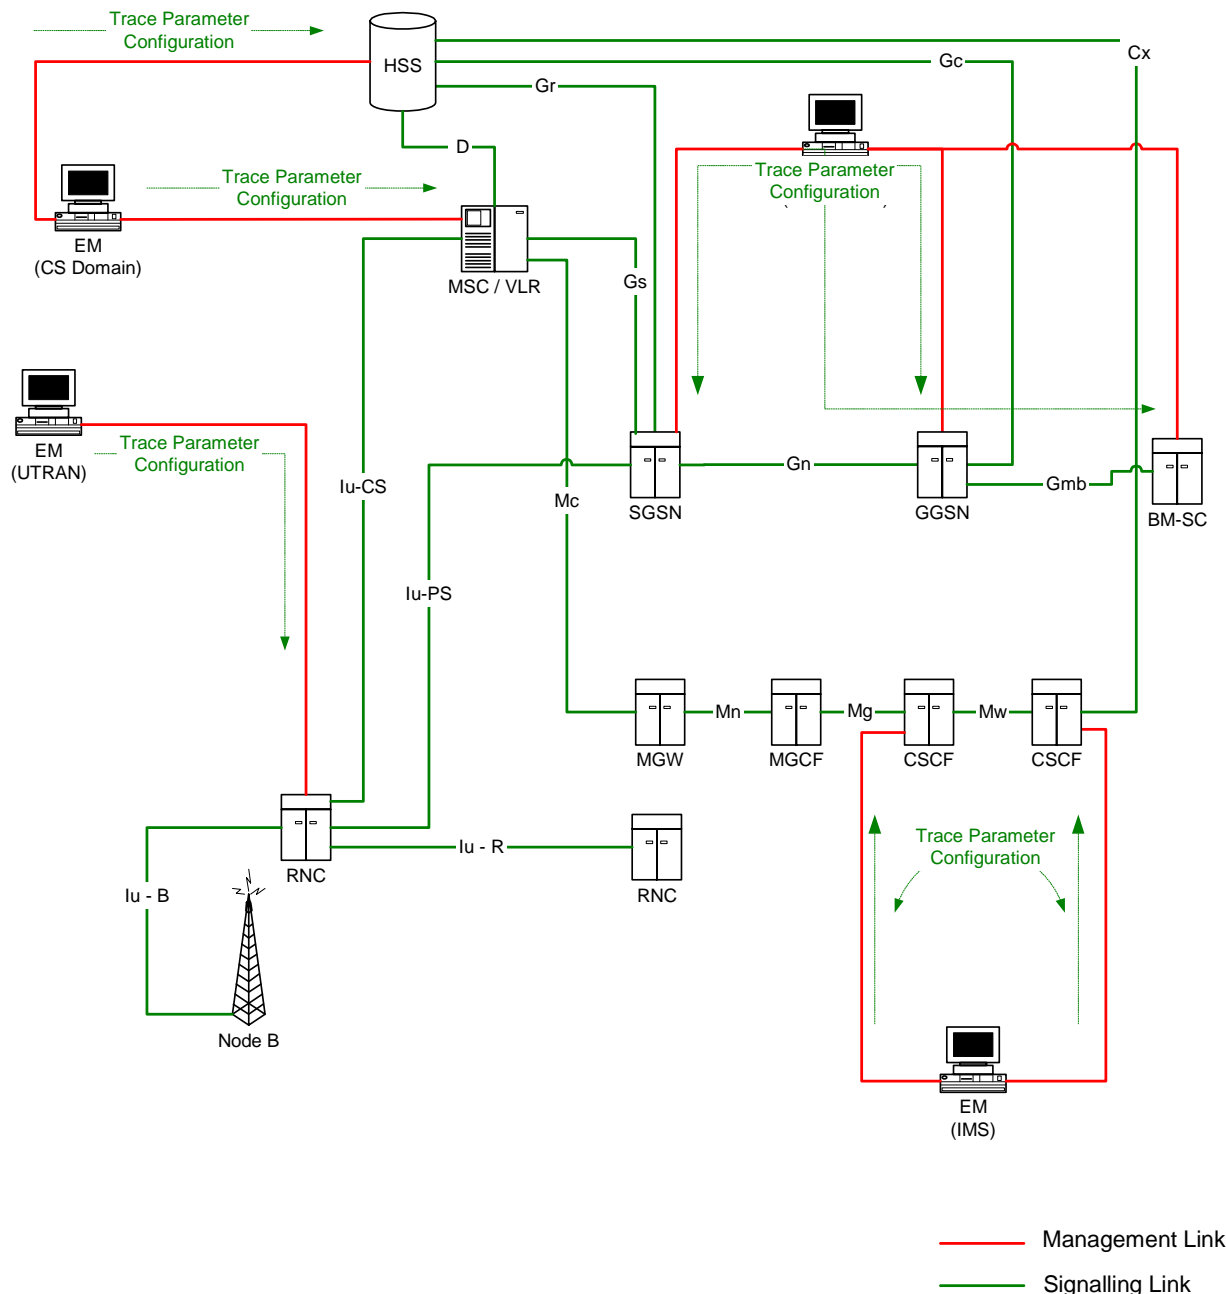 Trace Parameter
Configuration
HSS
Cx
Gc
Gr
D
Trace Parameter
Configuration
Trace Parameter
Configuration
EM
(CS Domain)
MSC / VLR
Gs
EM
(UTRAN)
Trace Parameter
Configuration
Iu-CS
Mc
SGSN
Gn
GGSN
Gmb
BM-SC
Iu-PS
MGW
Mn
MGCF
Mg
CSCF
Mw
CSCF
RNC
Iu - R
RNC
Trace Parameter
Configuration
Iu - B
Node B
EM
(IMS)
Management Link
Signalling Link